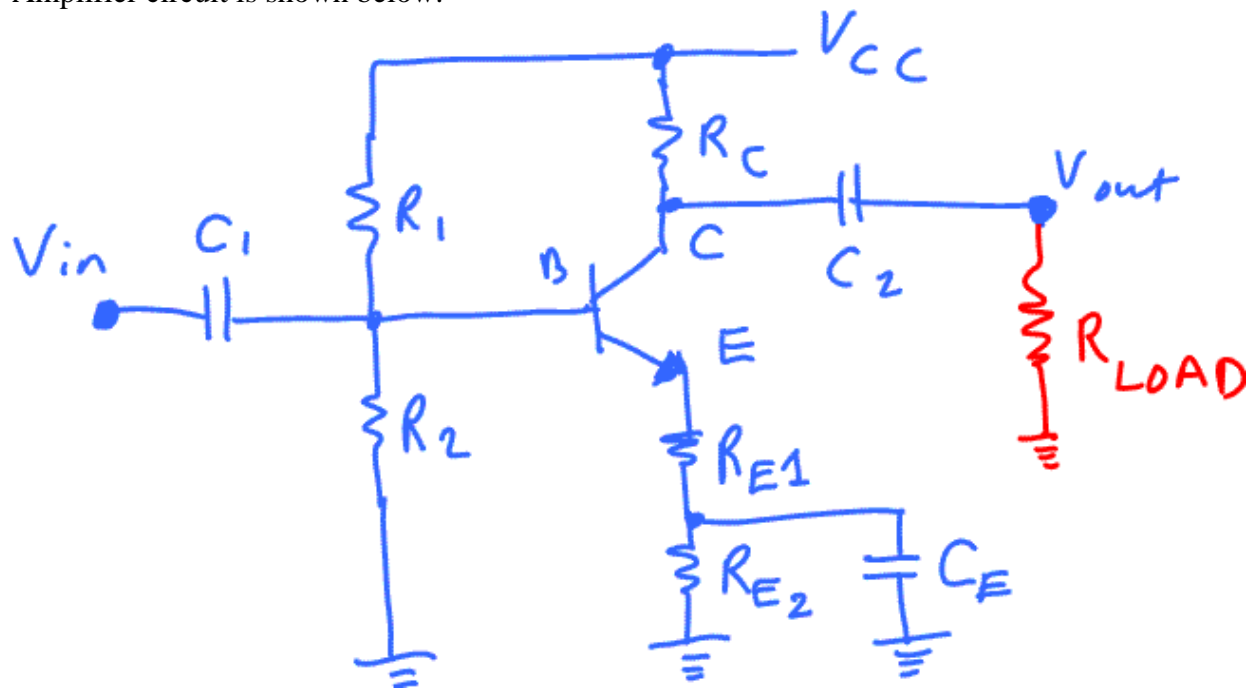 Amplifier circuit is shown below.
VCC
RC
Vout
R1
C1
Vin
B
C
C2
E
RLOAD
R2
RE1
RE2
CE